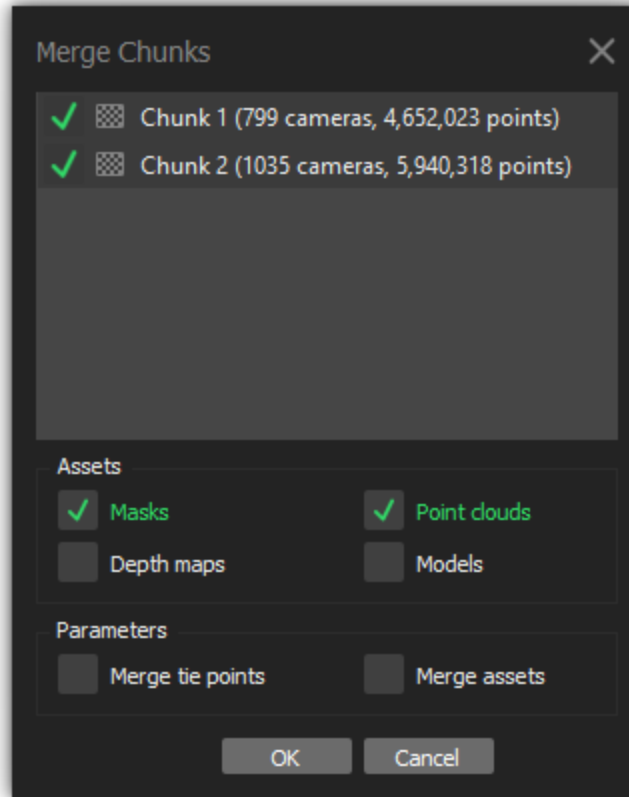 Merge Chunks
Chunk 1 (799 cameras, 4,652,023 points)
Chunk 2 (1035 cameras, 5,940,318 points)
Assets
Masks Point clouds
Depth maps Models
Parameters
Merge tie points Merge assets
OK Cancel